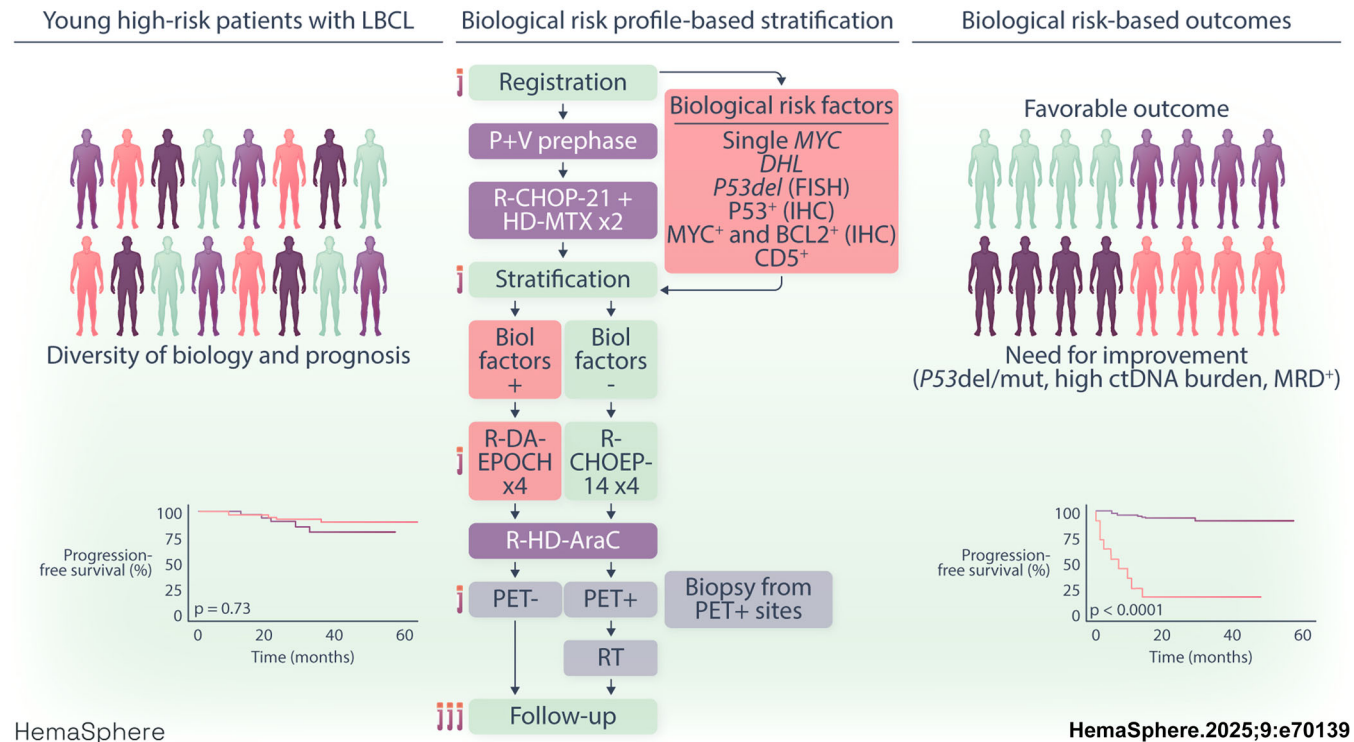 Young high-risk patients with LBCL
Biological risk profile-based stratification
Biological risk-based outcomes
Diversity of biology and prognosis
100
75
50
25
0
Progression-
free survival (%)
p = 0.73
0 20 40 60
Time (months)
Registration
P+V prephase
R-CHOP-21 +
HD-MTX x2
Stratification
Biological risk factors
Single MYC
DHL
P53del (FISH)
P53⁺ (IHC)
MYC⁺ and BCL2⁺ (IHC)
CD5⁺
Biol
factors
+
Biol
factors
-
R-DA-
EPOCH
x4
R-
CHOEP-
14 x4
R-HD-AraC
PET-
PET+
Biopsy from
PET+ sites
RT
Follow-up
Favorable outcome
Need for improvement
(P53del/mut, high ctDNA burden, MRD⁺)
100
75
50
25
0
Progression-
free survival (%)
p < 0.0001
0 20 40 60
Time (months)
HemaSphere
HemaSphere.2025;9:e70139